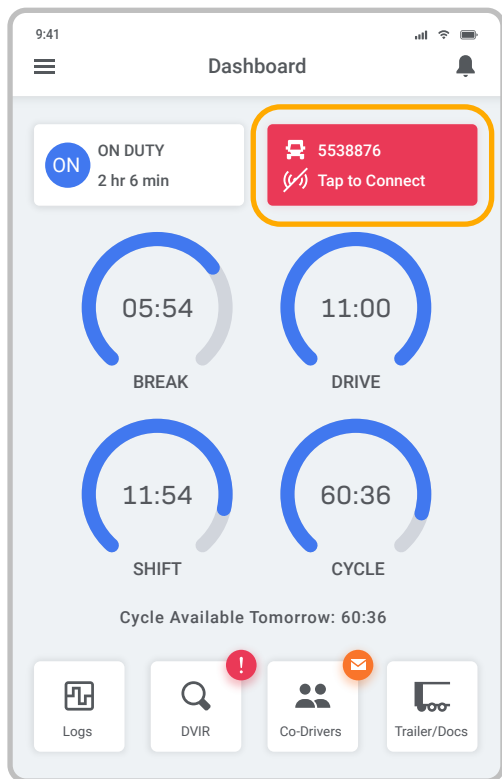 9:41
Dashboard
ON
ON DUTY
2 hr 6 min
5538876
Tap to Connect
05:54
BREAK
11:00
DRIVE
11:54
SHIFT
60:36
CYCLE
Cycle Available Tomorrow: 60:36
!
Logs
DVIR
Co-Drivers
Trailer/Docs